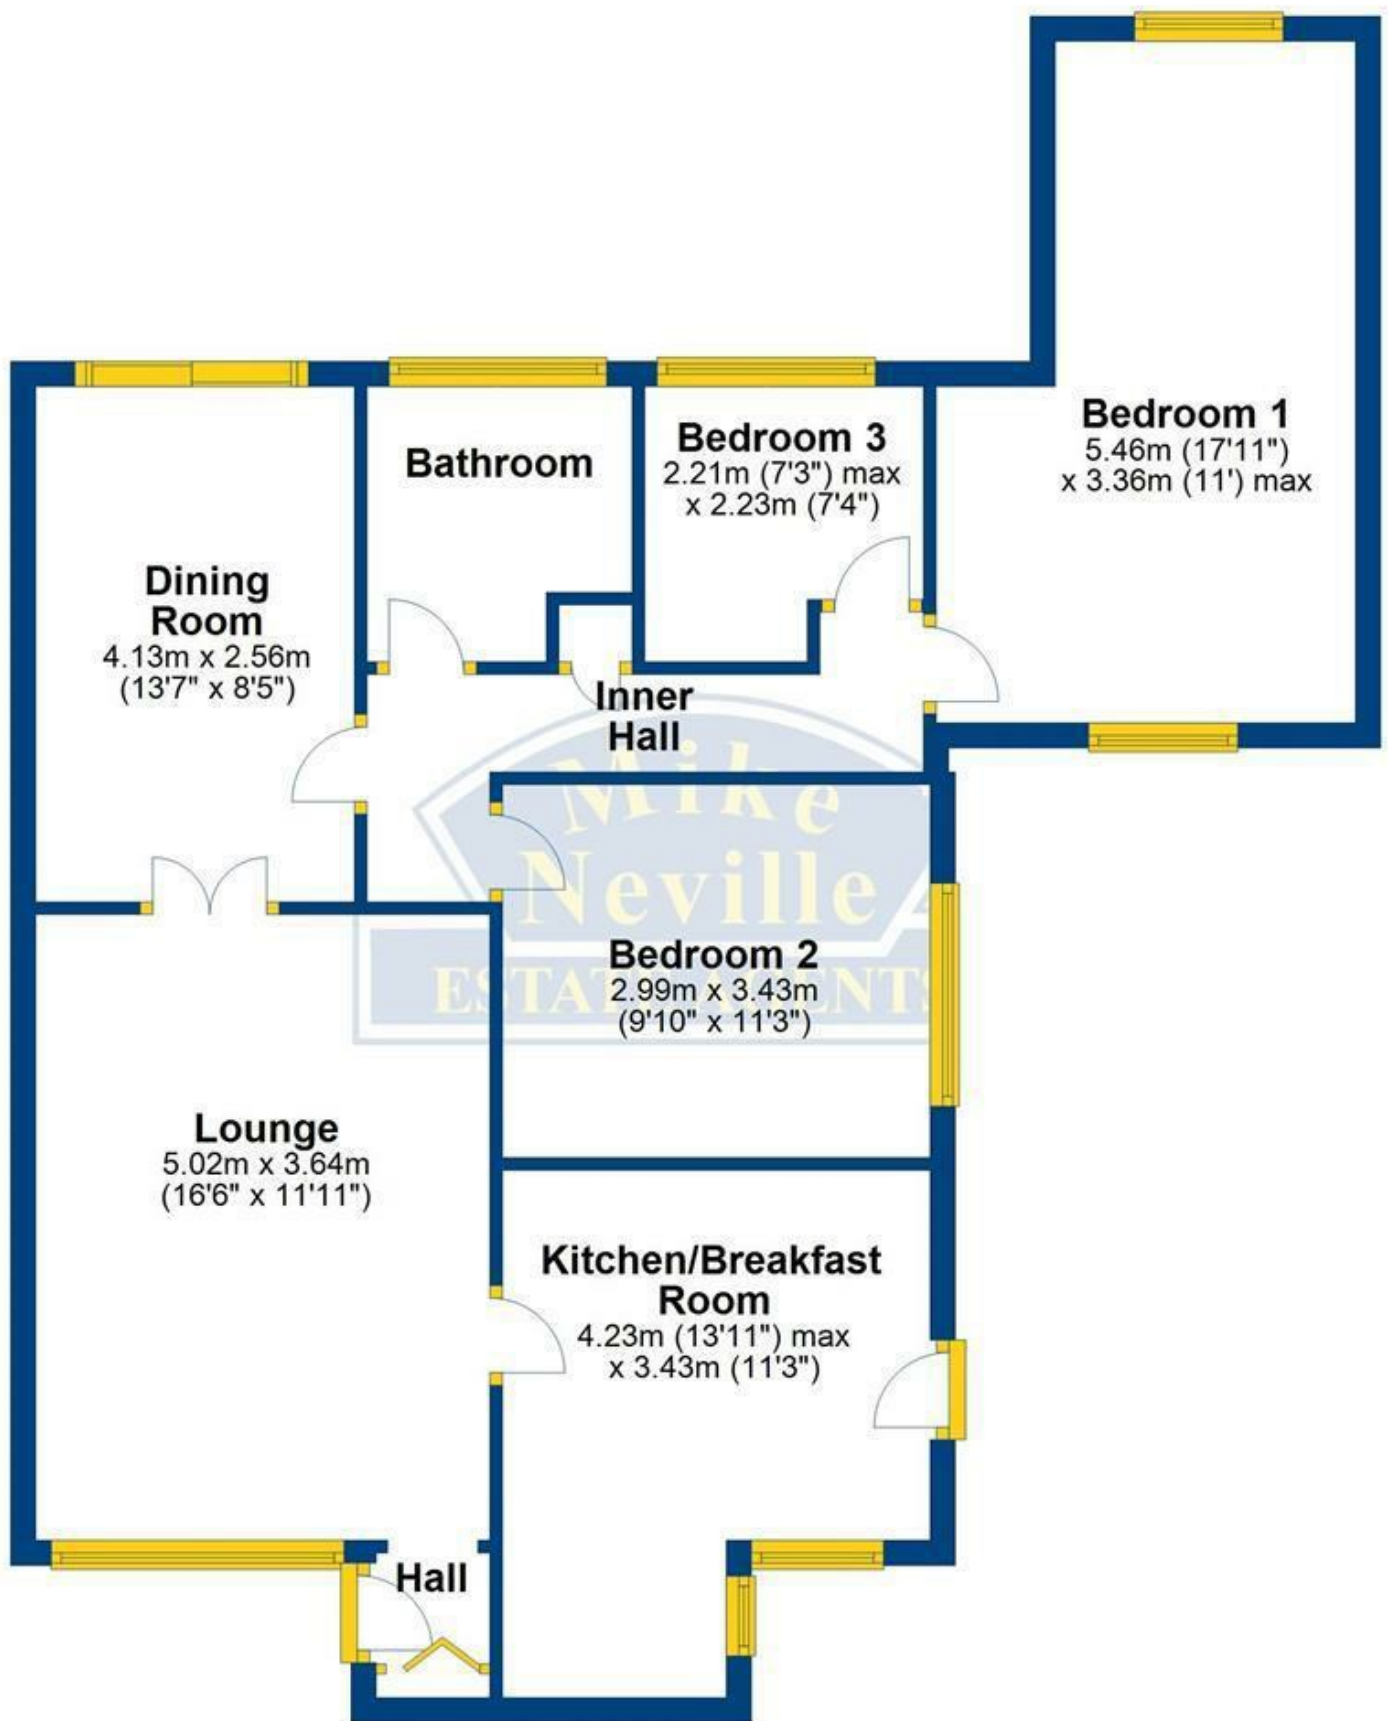 Bedroom 1
5.46m (17'11")
x 3.36m (11') max
Bathroom
Bedroom 3
2.21m (7'3") max
x 2.23m (7'4")
Dining
Room
4.13m x 2.56m
(13'7" x 8'5")
Inner
Hall
Mike
Neville
ESTATE AGENTS
Bedroom 2
2.99m x 3.43m
(9'10" x 11'3")
Lounge
5.02m x 3.64m
(16'6" x 11'11")
Kitchen/Breakfast
Room
4.23m (13'11") max
x 3.43m (11'3")
Hall